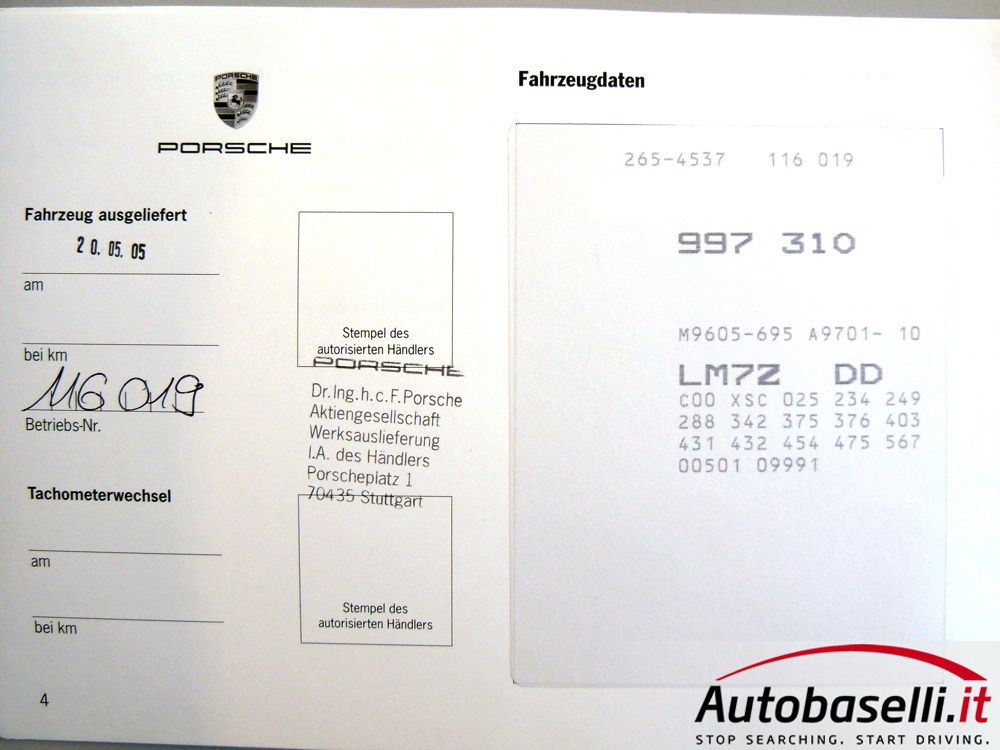 PORSCHE
PORSCHE
Fahrzeug ausgeliefert
20.05.05
am
bei km
116 019
Betriebs-Nr.
Tachometerwechsel
am
bei km
4
Stempel des
autorisierten Händlers
PORSCHE
Dr.Ing.h.c.F.Porsche
Aktiengesellschaft
Werksauslieferung
I.A. des Händlers
Porscheplatz 1
70435 Stuttgart
Stempel des
autorisierten Händlers
Fahrzeugdaten
265-4537 116 019
997 310
M9605-695 A9701- 10
LM7Z DD
C00 XSC 025 234 249
288 342 375 376 403
431 432 454 475 567
00501 09991
Autobaselli.it
STOP SEARCHING. START DRIVING.